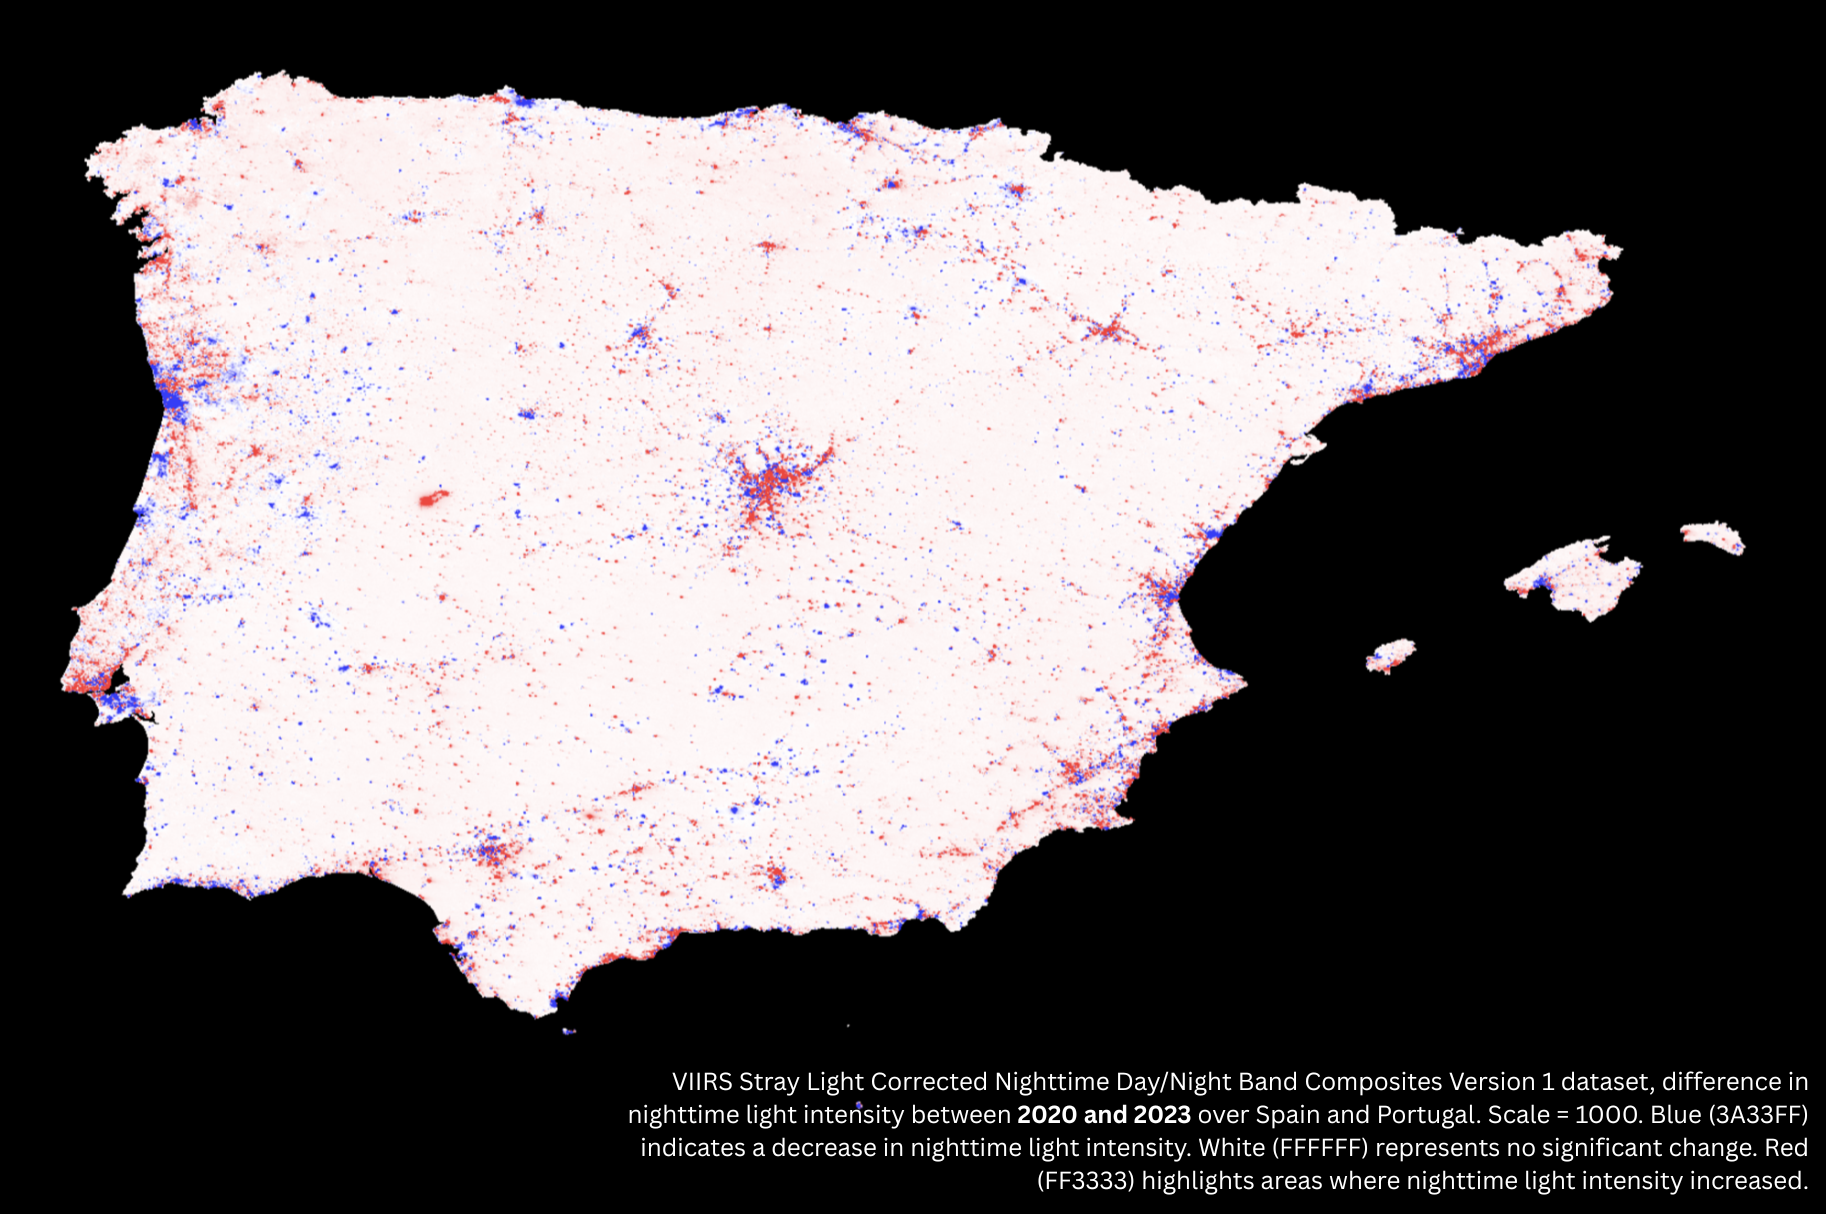 VIIRS Stray Light Corrected Nighttime Day/Night Band Composites Version 1 dataset, difference in
nighttime light intensity between 2020 and 2023 over Spain and Portugal. Scale = 1000. Blue (3A33FF)
indicates a decrease in nighttime light intensity. White (FFFFFF) represents no significant change. Red
(FF3333) highlights areas where nighttime light intensity increased.